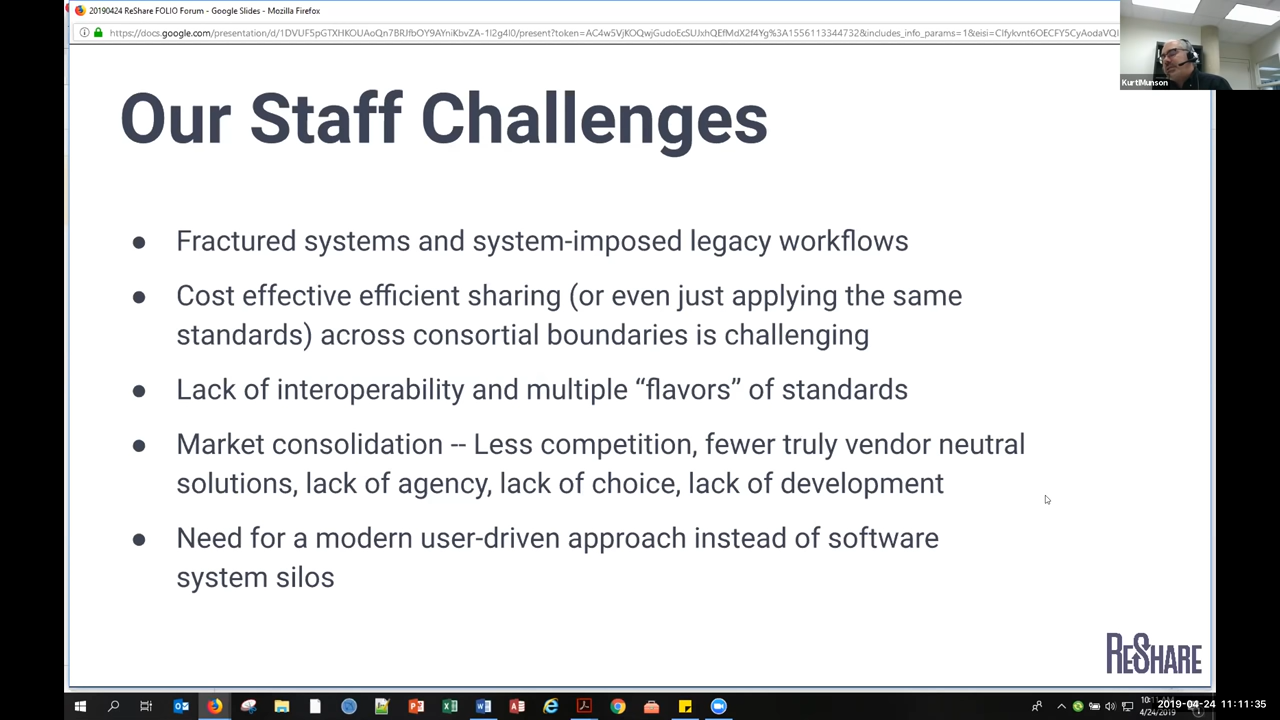 20190424 ReShare FOLIO Forum - Google Slides - Mozilla Firefox
KurtIMunson
Our Staff Challenges
● Fractured systems and system-imposed legacy workflows
● Cost effective efficient sharing (or even just applying the same
standards) across consortial boundaries is challenging
● Lack of interoperability and multiple “flavors” of standards
● Market consolidation -- Less competition, fewer truly vendor neutral
solutions, lack of agency, lack of choice, lack of development
● Need for a modern user-driven approach instead of software
system silos
RESHARE
4/24/2019
2019-04-24 11:11:35